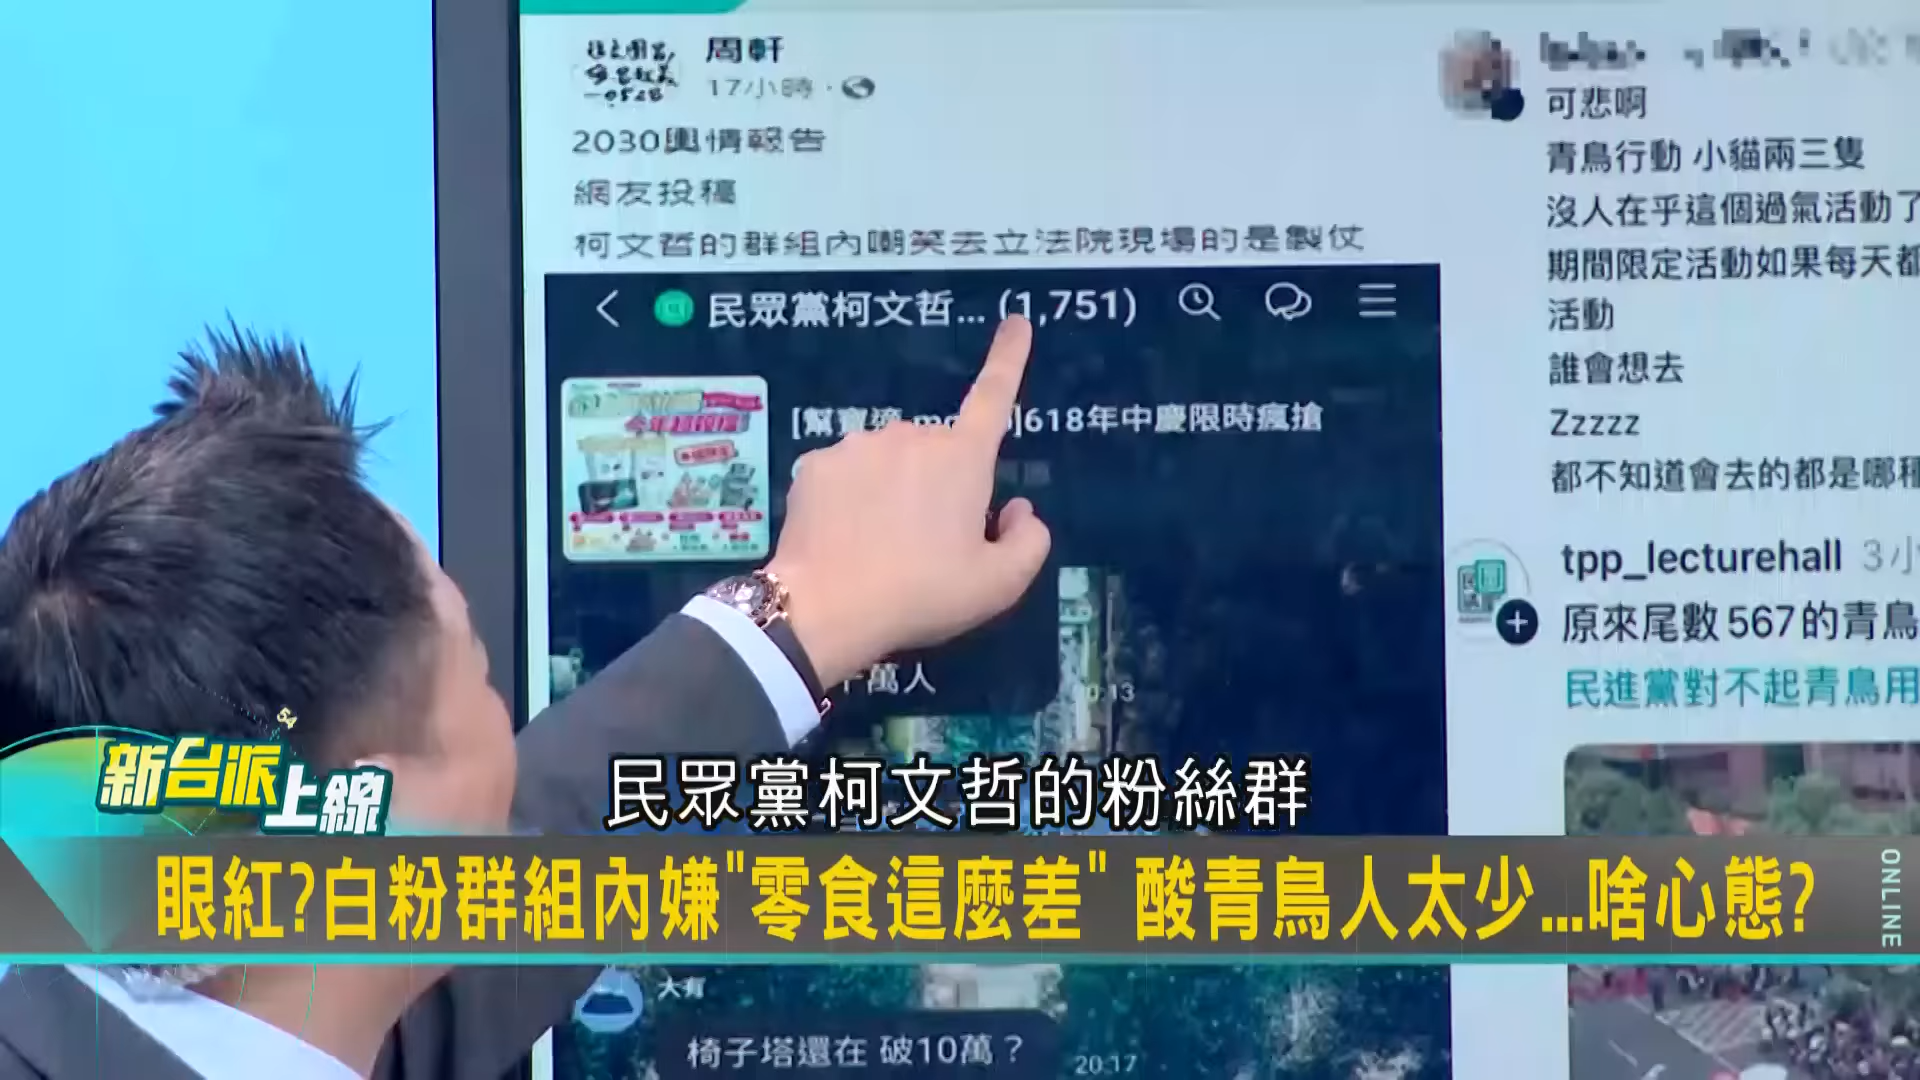 周軒
17小時
2030輿情報告
網友投稿
柯文哲的群組內嘲笑去立法院現場的是製仗
民眾黨柯文哲... (1,751)
618年中慶限時瘋搶
萬人
大有
椅子塔還在 破10萬？
20:17
可悲啊
青鳥行動 小貓兩三隻
沒人在乎這個過氣活動了
期間限定活動如果每天都
活動
誰會想去
Zzzzz
都不知道會去的都是哪種
tpp_lecturehall 3小
原來尾數567的青鳥
民進黨對不起青鳥用
新台派上線
民眾黨柯文哲的粉絲群
眼紅?白粉群組內嫌"零食這麼差" 酸青鳥人太少...啥心態?
ONLINE